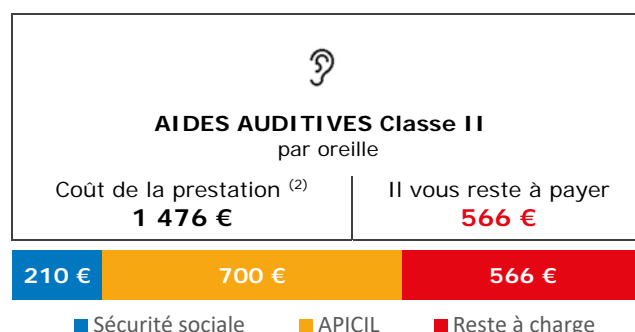 AIDES AUDITIVES Classe II
par oreille
Coût de la prestation (2)
1 476 €
Il vous reste à payer
566 €
210 € 700 € 566 €
Sécurité sociale APICIL Reste à charge